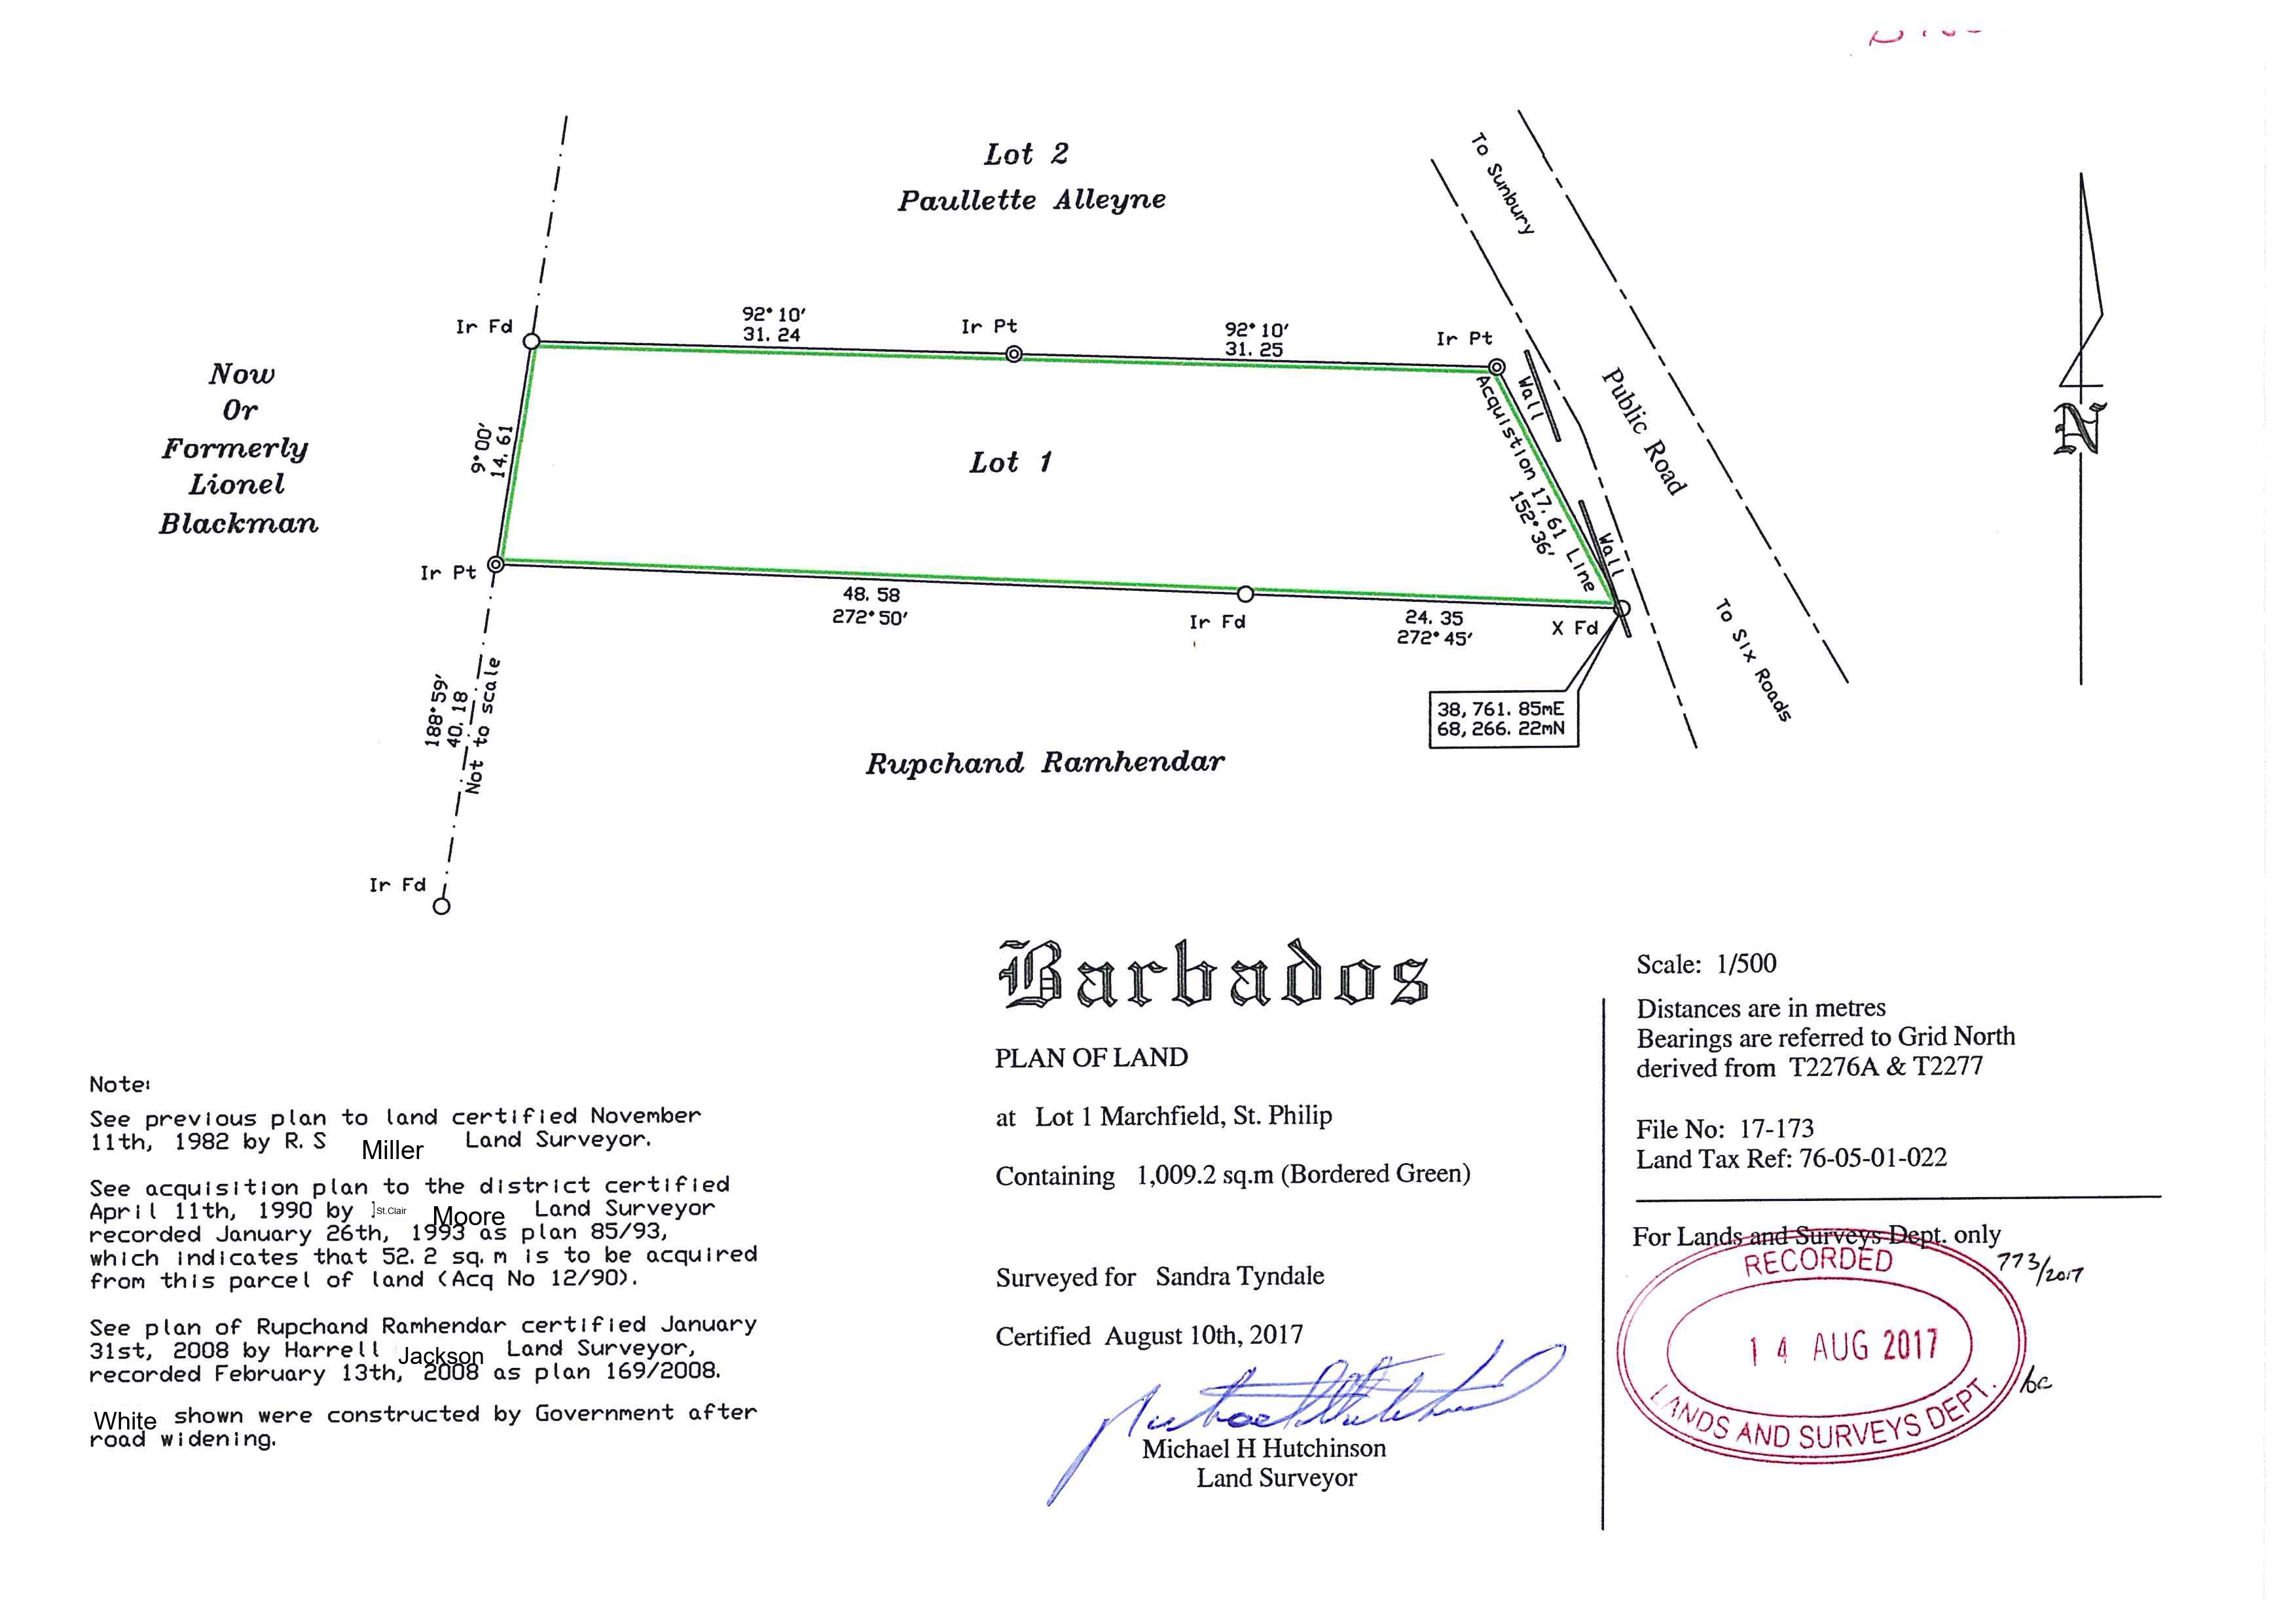 Lot 2
Paullette Alleyne
To Sunbury
Ir Fd
92°10'
31.24
Ir Pt
92°10'
31.25
Ir Pt
Now
Or
Formerly
Lionel
Blackman
9°00'
14.61
Lot 1
Wall
Public Road
Acquistion 17.61 Line
152°36'
Wall
N
Ir Pt
48.58
272°50'
Ir Fd
24.35
272°45'
X Fd
To Six Roads
188°59'
40.18
Not to scale
38,761.85mE
68,266.22mN
Rupchand Ramhendar
Ir Fd
Barbados
PLAN OF LAND
at Lot 1 Marchfield, St. Philip
Containing 1,009.2 sq.m (Bordered Green)
Surveyed for Sandra Tyndale
Certified August 10th, 2017
Michael H Hutchinson
Land Surveyor
Note:
See previous plan to land certified November
11th, 1982 by R.S Miller Land Surveyor.
See acquisition plan to the district certified
April 11th, 1990 by St.Clair Moore Land Surveyor
recorded January 26th, 1993 as plan 85/93,
which indicates that 52.2 sq.m is to be acquired
from this parcel of land (Acq No 12/90).
See plan of Rupchand Ramhendar certified January
31st, 2008 by Harrell Jackson Land Surveyor,
recorded February 13th, 2008 as plan 169/2008.
White shown were constructed by Government after
road widening.
Scale: 1/500
Distances are in metres
Bearings are referred to Grid North
derived from T2276A & T2277
File No: 17-173
Land Tax Ref: 76-05-01-022
For Lands and Surveys Dept. only
773/2017
RECORDED
14 AUG 2017
LANDS AND SURVEYS DEPT.